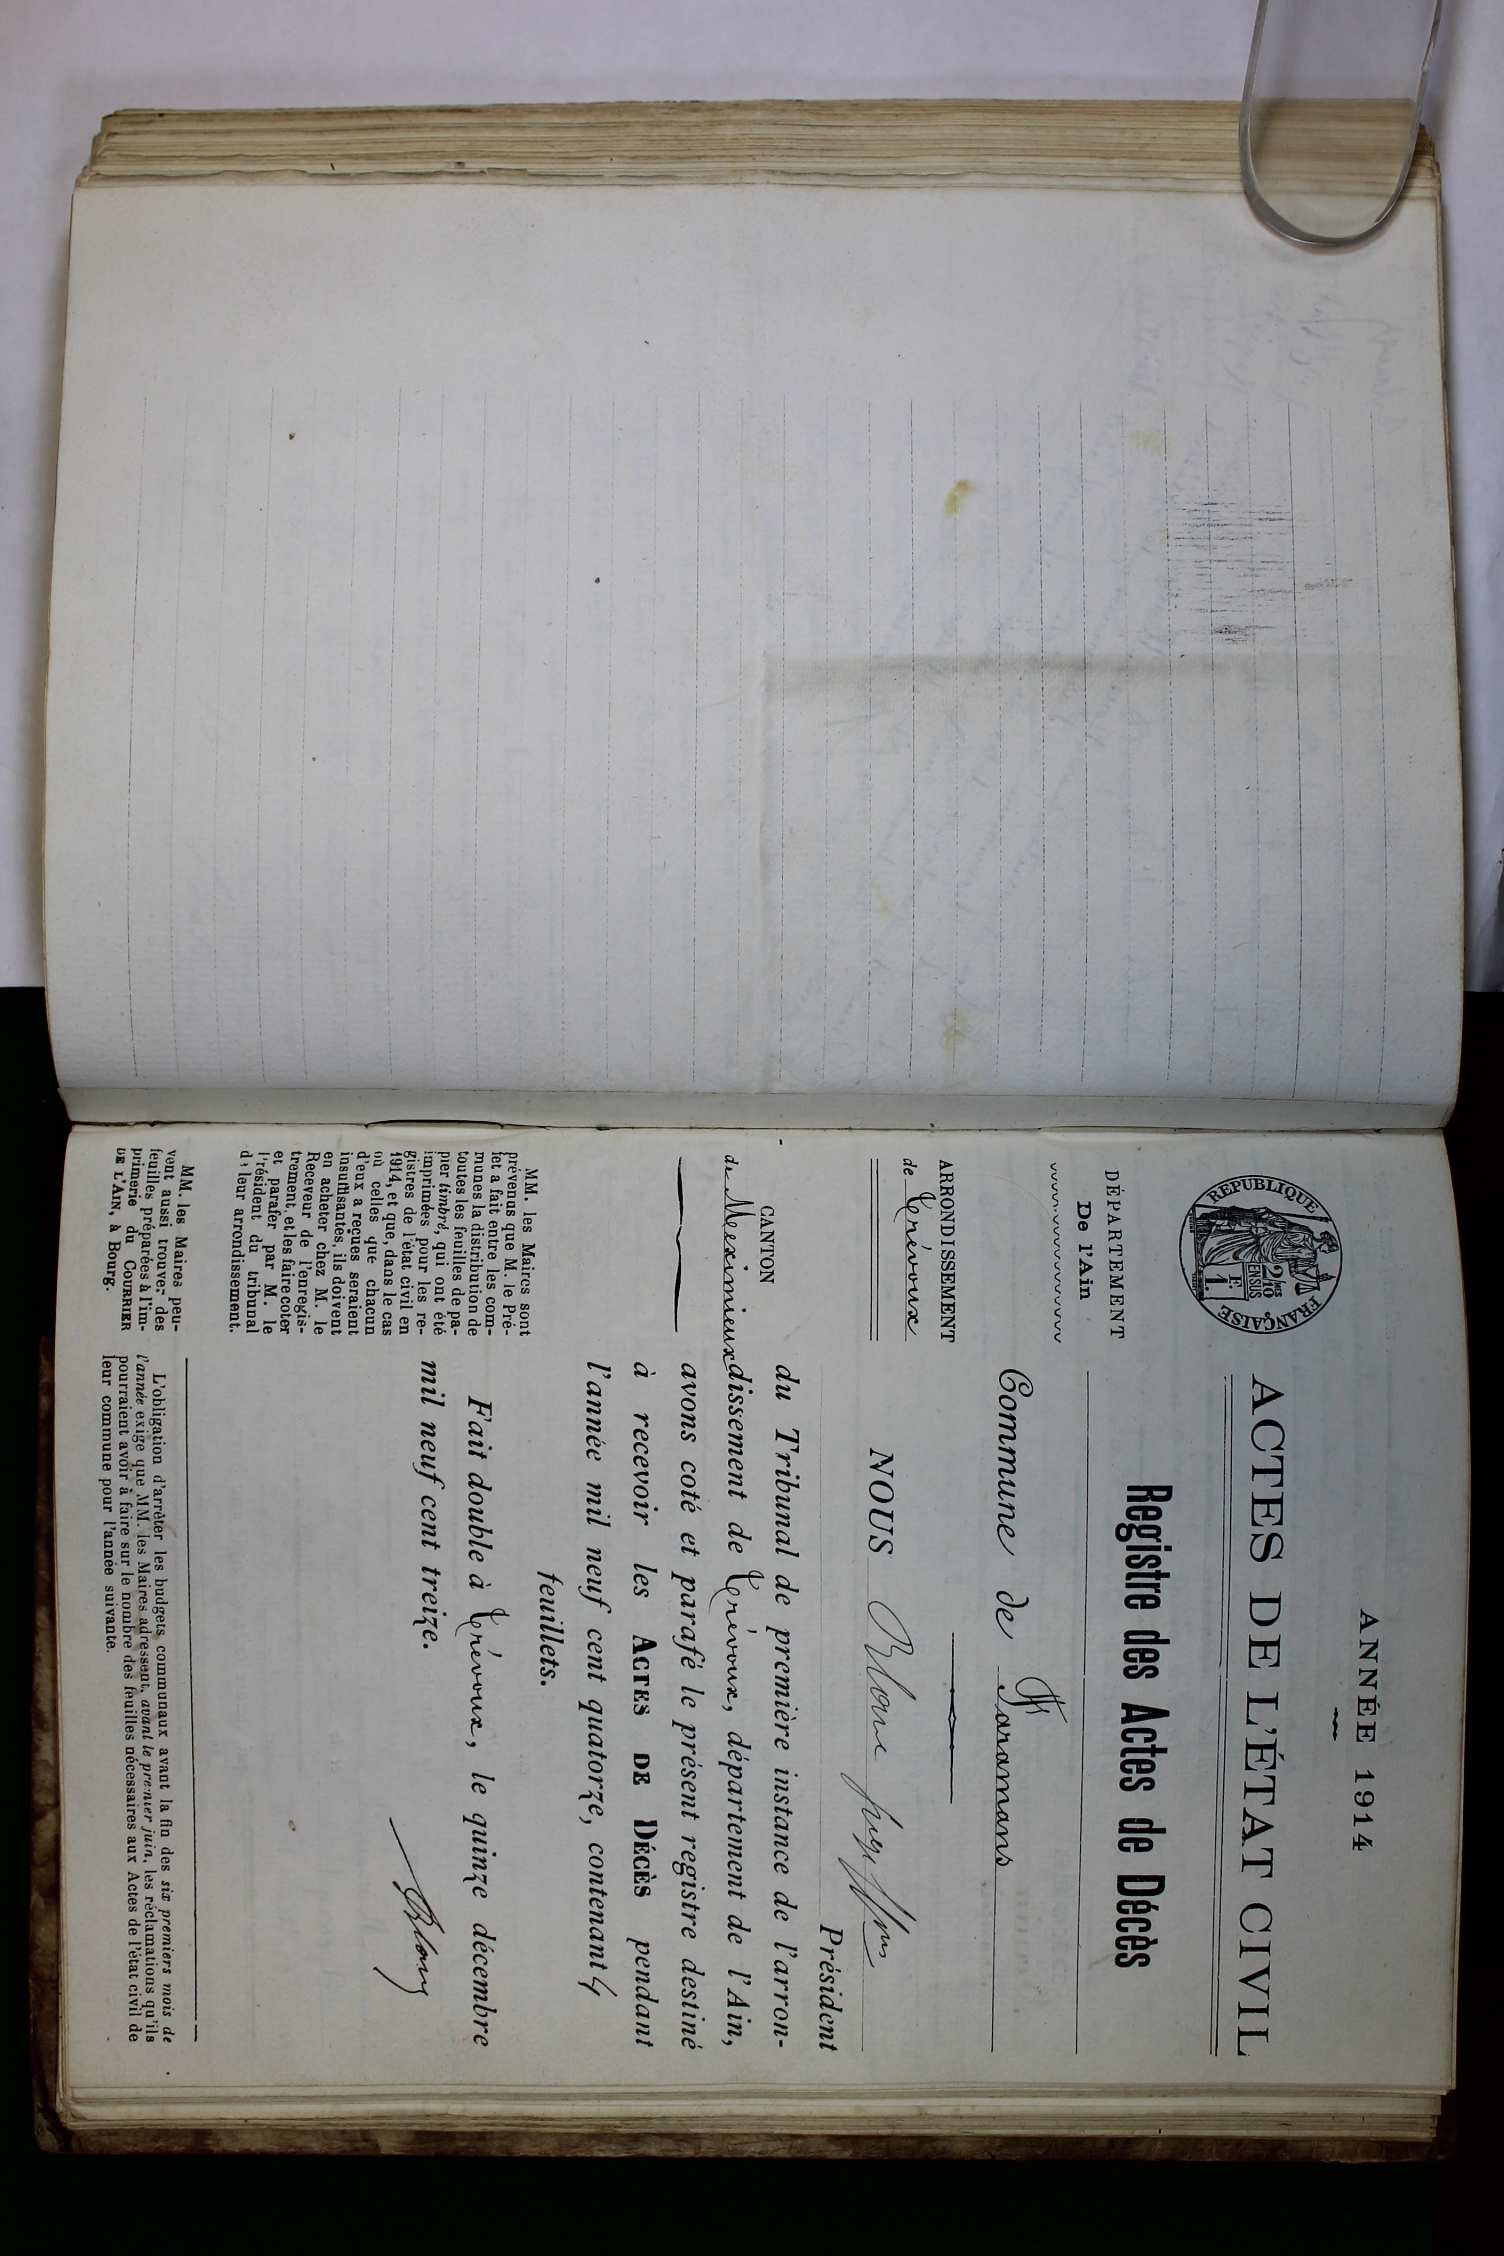 ANNÉE 1914
ACTES DE L'ÉTAT CIVIL
RÉPUBLIQUE FRANÇAISE
2/10es
EN SUS
1 F.
DÉPARTEMENT
De l'Ain
ARRONDISSEMENT
de Trévoux
CANTON
de Meximieux
MM. les Maires sont
prévenus que M. le Pré-
fet a fait entre les com-
munes la distribution de
toutes les feuilles de pa-
pier timbré, qui ont été
imprimées pour les re-
gistres de l'état civil en
1914, et que, dans le cas
où celles que chacun
d'eux a reçues seraient
insuffisantes, ils doivent
en acheter chez M. le
Receveur de l'enregis-
trement, et les faire coter
et parafer par M. le
Président du tribunal
de leur arrondissement.
MM. les Maires peu-
vent aussi trouver des
feuilles préparées à l'im-
primerie du COURRIER
DE L'AIN, à Bourg.
Registre des Actes de Décès
Commune de Faramans
NOUS Blanc
Président
du Tribunal de première instance de l'arron-
dissement de Trévoux, département de l'Ain,
avons coté et parafé le présent registre destiné
à recevoir les ACTES DE DÉCÈS pendant
l'année mil neuf cent quatorze, contenant 4
feuillets.
Fait double à Trévoux, le quinze décembre
mil neuf cent treize.
Blanc
L'obligation d'arrêter les budgets communaux avant la fin des six premiers mois de
l'année exige que MM. les Maires adressent, avant le premier juin, les réclamations qu'ils
pourraient avoir à faire sur le nombre des feuilles nécessaires aux Actes de l'état civil de
leur commune pour l'année suivante.